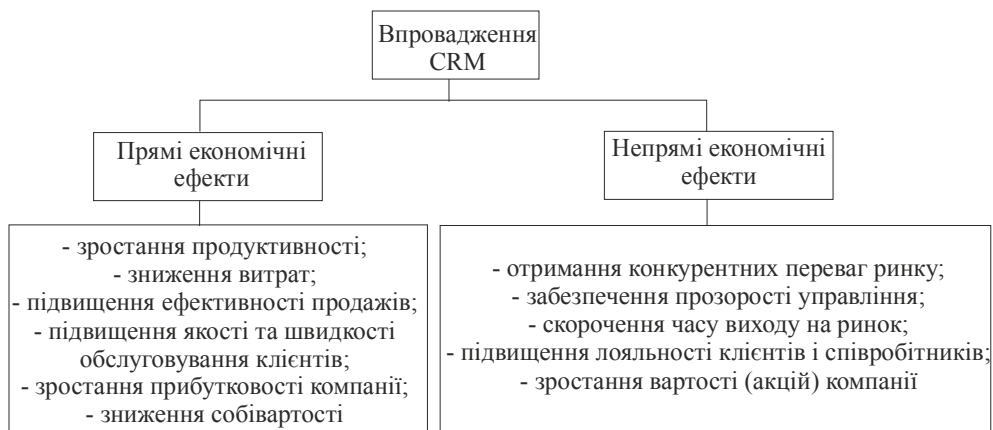 Впровадження
CRM
Прямі економічні
ефекти
Непрямі економічні
ефекти
- зростання продуктивності;
- зниження витрат;
- підвищення ефективності продажів;
- підвищення якості та швидкості
обслуговування клієнтів;
- зростання прибутковості компанії;
- зниження собівартості
- отримання конкурентних переваг ринку;
- забезпечення прозорості управління;
- скорочення часу виходу на ринок;
- підвищення лояльності клієнтів і співробітників;
- зростання вартості (акцій) компанії